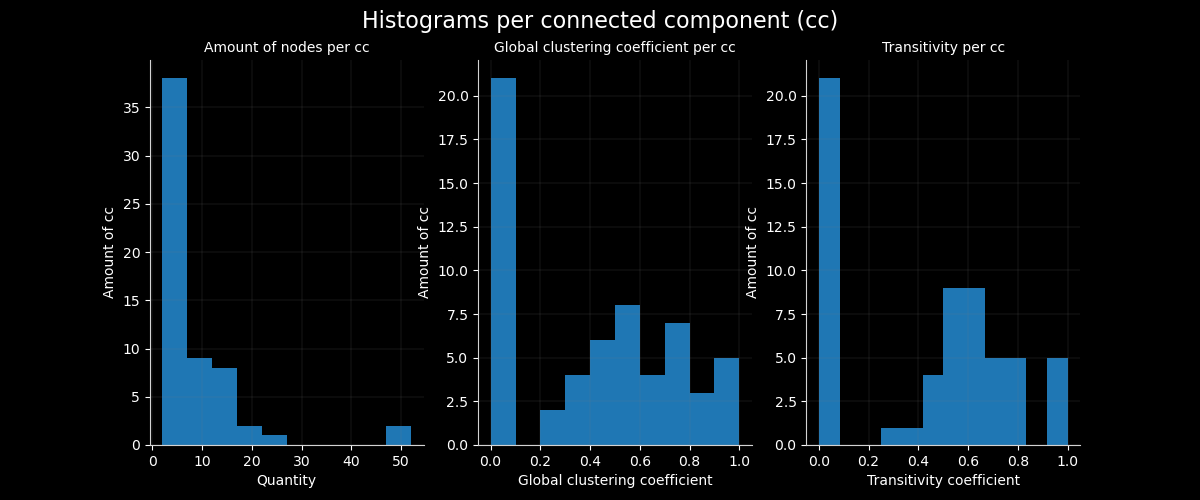 Histograms per connected component (cc)
Amount of nodes per cc
Amount of cc
35
30
25
20
15
10
5
0
0 10 20 30 40 50
Quantity
Global clustering coefficient per cc
Amount of cc
20.0
17.5
15.0
12.5
10.0
7.5
5.0
2.5
0.0
0.0 0.2 0.4 0.6 0.8 1.0
Global clustering coefficient
Transitivity per cc
Amount of cc
20.0
17.5
15.0
12.5
10.0
7.5
5.0
2.5
0.0
0.0 0.2 0.4 0.6 0.8 1.0
Transitivity coefficient